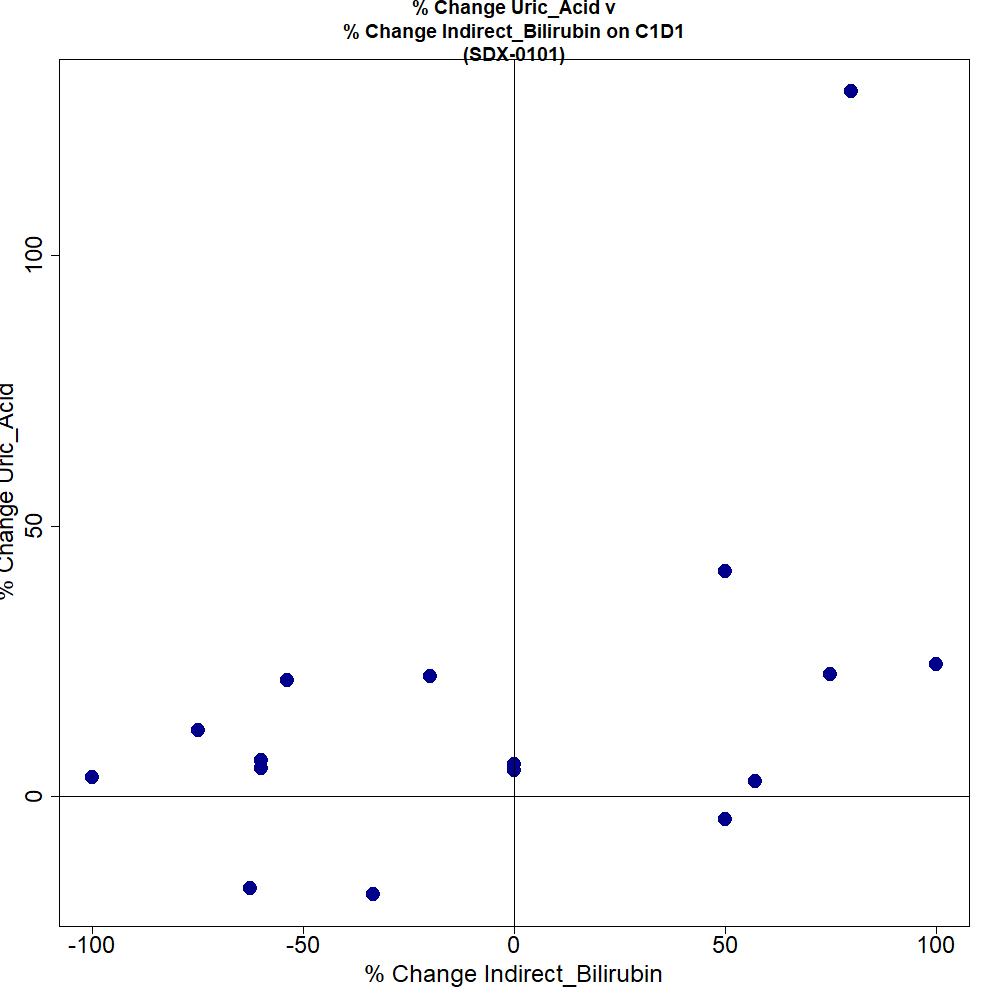 % Change Uric_Acid v
% Change Indirect_Bilirubin on C1D1
(SDX-0101)
% Change Uric_Acid
100
50
0
-100
-50
0
50
100
% Change Indirect_Bilirubin